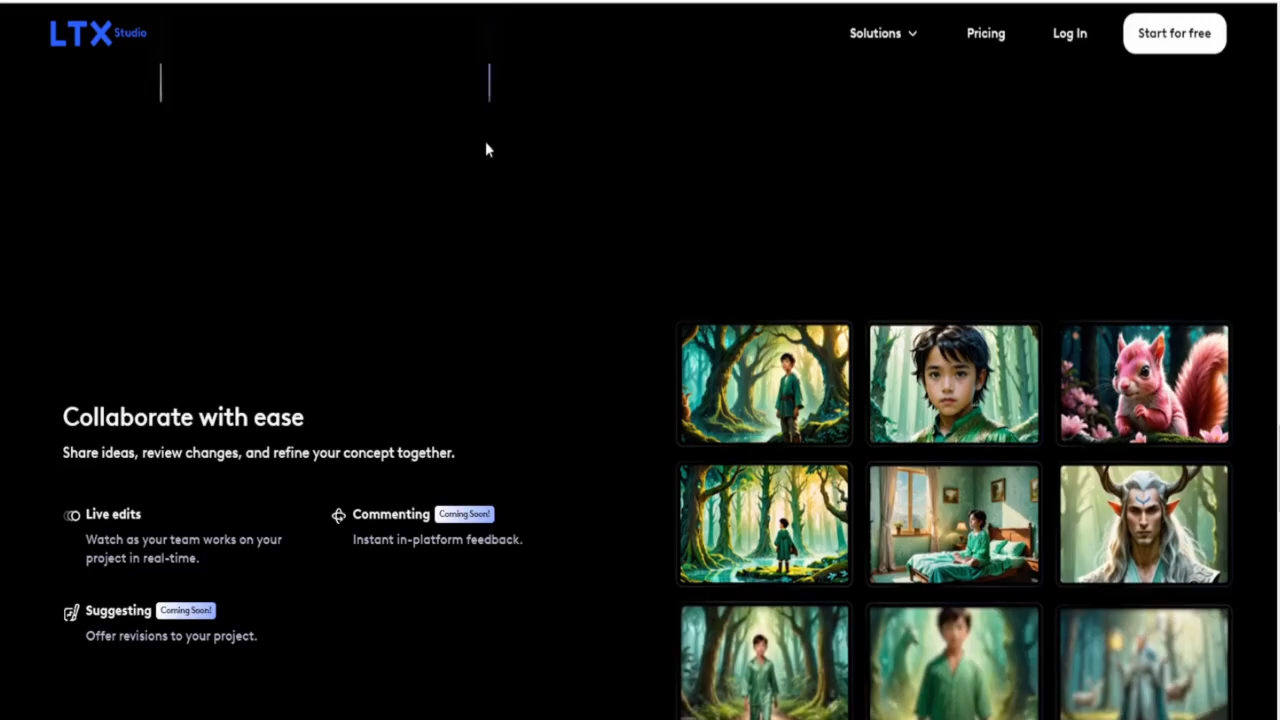 LTX Studio
Solutions
Pricing
Log In
Start for free
Collaborate with ease
Share ideas, review changes, and refine your concept together.
Live edits
Watch as your team works on your
project in real-time.
Commenting Coming Soon!
Instant in-platform feedback.
Suggesting Coming Soon!
Offer revisions to your project.